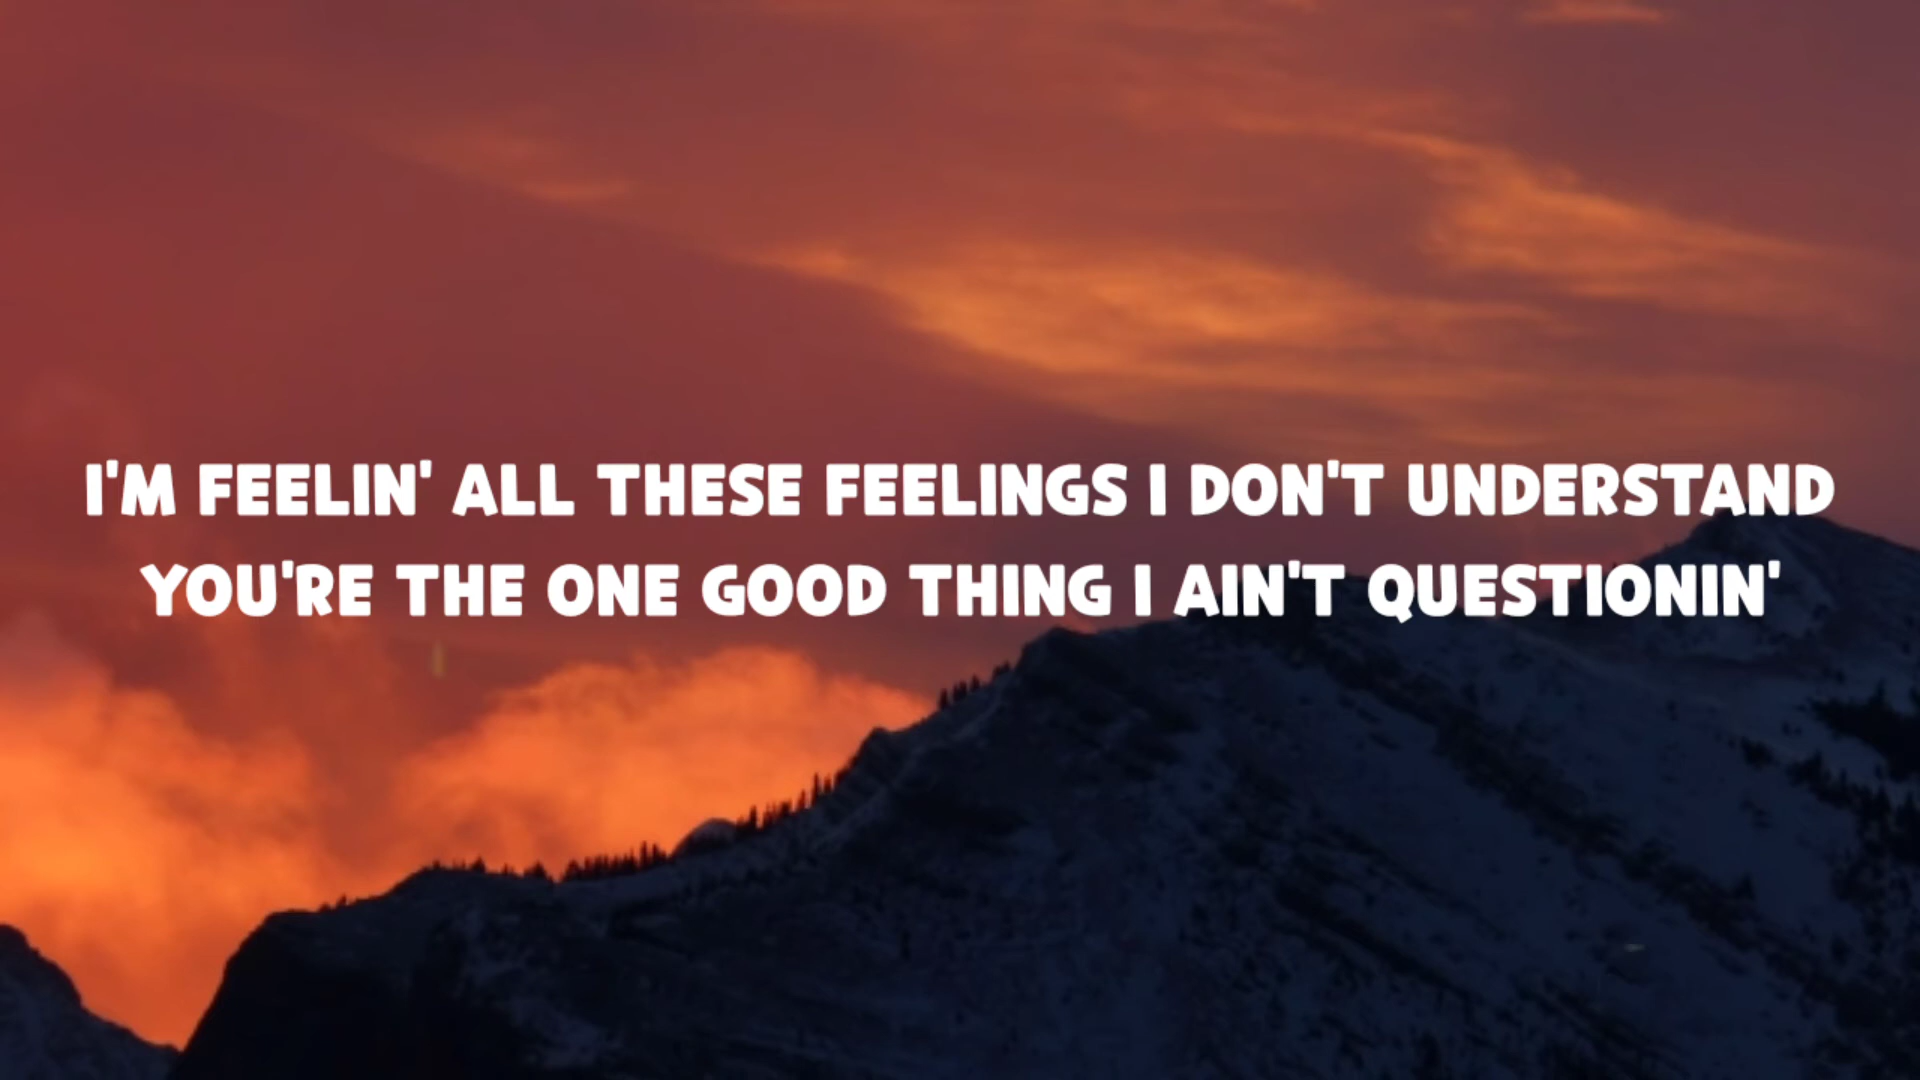 I'M FEELIN' ALL THESE FEELINGS I DON'T UNDERSTAND
YOU'RE THE ONE GOOD THING I AIN'T QUESTIONIN'